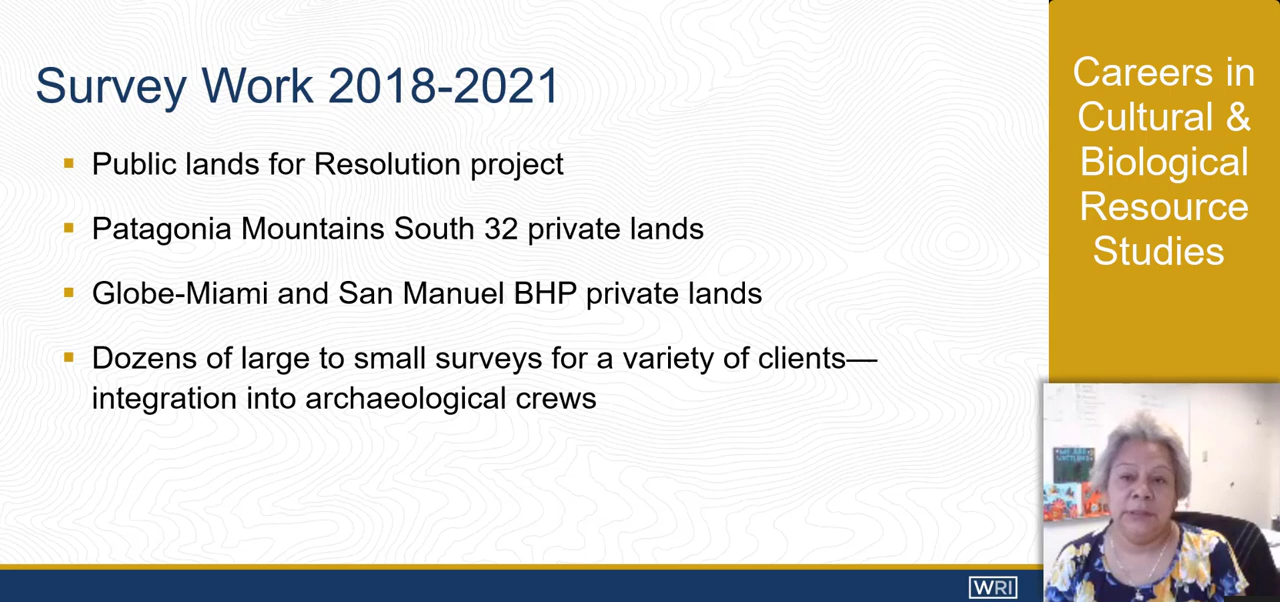 Survey Work 2018-2021
Public lands for Resolution project
Patagonia Mountains South 32 private lands
Globe-Miami and San Manuel BHP private lands
Dozens of large to small surveys for a variety of clients—
integration into archaeological crews
Careers in
Cultural &
Biological
Resource
Studies
WRI